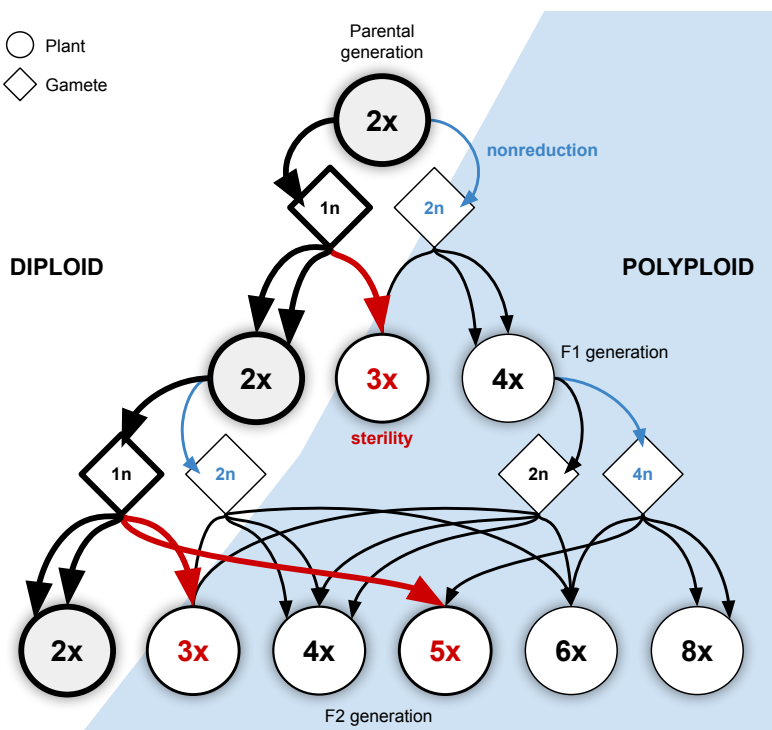 Plant
Gamete
Parental
generation
2x
nonreduction
1n
2n
DIPLOID
POLYPLOID
2x
3x
4x
F1 generation
sterility
1n
2n
2n
4n
2x
3x
4x
5x
6x
8x
F2 generation